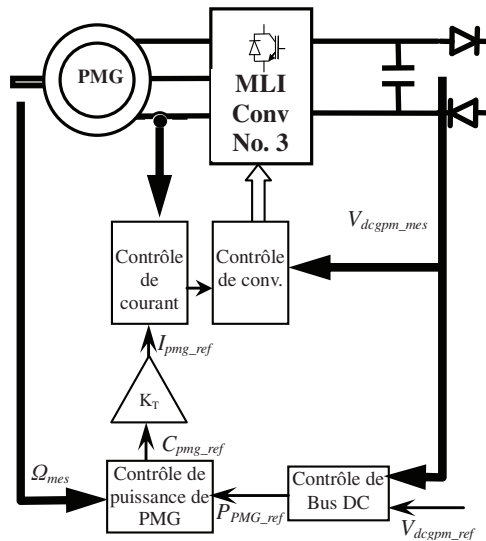 PMG
MLI
Conv
No. 3
V_dcgpm_mes
Contrôle
de
courant
Contrôle
de conv.
I_pmg_ref
K_T
C_pmg_ref
Ω_mes
Contrôle de
puissance de
PMG
P_PMG_ref
Contrôle de
Bus DC
V_dcgpm_ref